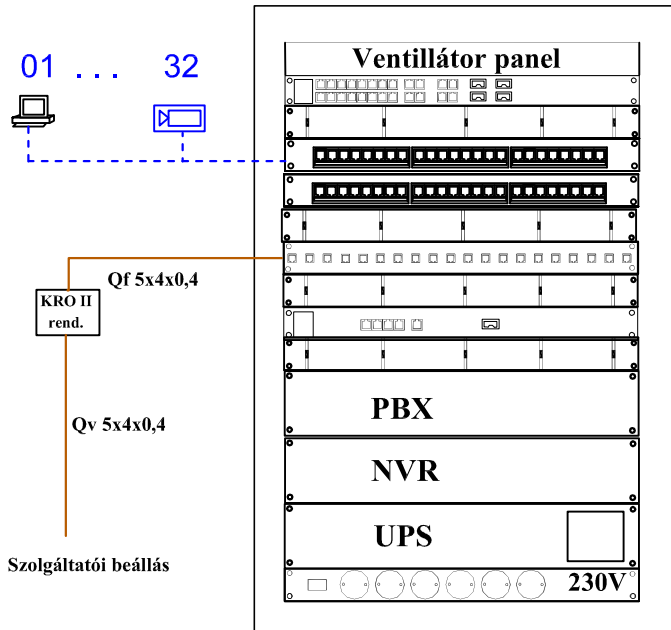 01 . . . 32
Ventillátor panel
Qf 5x4x0,4
KRO II
rend.
Qv 5x4x0,4
Szolgáltatói beállás
PBX
NVR
UPS
230V